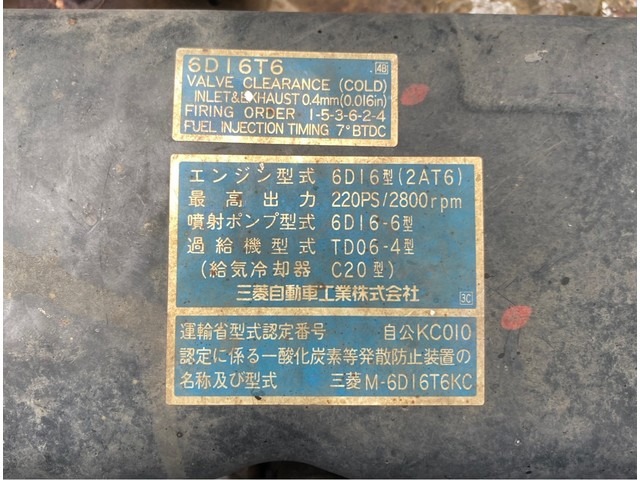 6D16T6 4B
VALVE CLEARANCE (COLD)
INLET&EXHAUST 0.4mm(0.016in)
FIRING ORDER 1-5-3-6-2-4
FUEL INJECTION TIMING 7° BTDC
エンジン型式 6D16型(2AT6)
最高出力 220PS/2800rpm
噴射ポンプ型式 6D16-6型
過給機型式 TD06-4型
(給気冷却器 C20型)
三菱自動車工業株式会社 3C
運輸省型式認定番号 自公KC010
認定に係る一酸化炭素等発散防止装置の
名称及び型式 三菱M-6D16T6KC